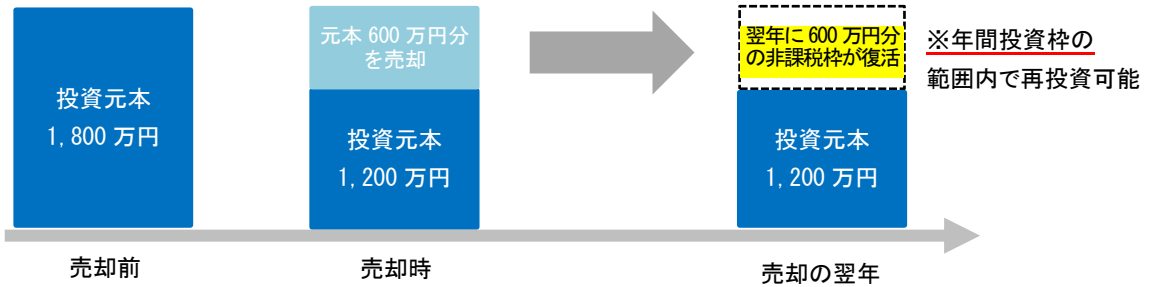 投資元本
1,800 万円
売却前
元本 600 万円分
を売却
投資元本
1,200 万円
売却時
翌年に 600 万円分
の非課税枠が復活
投資元本
1,200 万円
売却の翌年
※年間投資枠の
範囲内で再投資可能